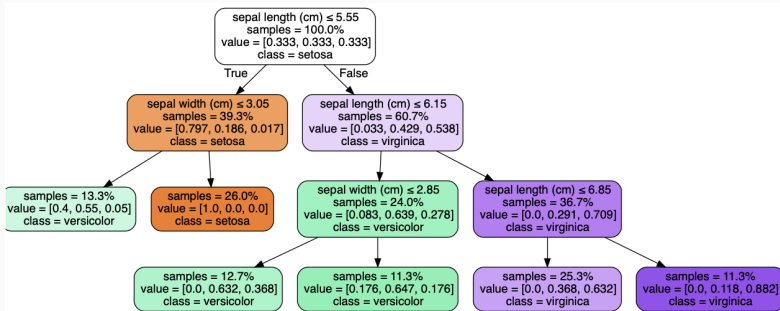 sepal length (cm) ≤ 5.55
samples = 100.0%
value = [0.333, 0.333, 0.333]
class = setosa
True
False
sepal width (cm) ≤ 3.05
samples = 39.3%
value = [0.797, 0.186, 0.017]
class = setosa
sepal length (cm) ≤ 6.15
samples = 60.7%
value = [0.033, 0.429, 0.538]
class = virginica
samples = 13.3%
value = [0.4, 0.55, 0.05]
class = versicolor
samples = 26.0%
value = [1.0, 0.0, 0.0]
class = setosa
sepal width (cm) ≤ 2.85
samples = 24.0%
value = [0.083, 0.639, 0.278]
class = versicolor
sepal length (cm) ≤ 6.85
samples = 36.7%
value = [0.0, 0.291, 0.709]
class = virginica
samples = 12.7%
value = [0.0, 0.632, 0.368]
class = versicolor
samples = 11.3%
value = [0.176, 0.647, 0.176]
class = versicolor
samples = 25.3%
value = [0.0, 0.368, 0.632]
class = virginica
samples = 11.3%
value = [0.0, 0.118, 0.882]
class = virginica